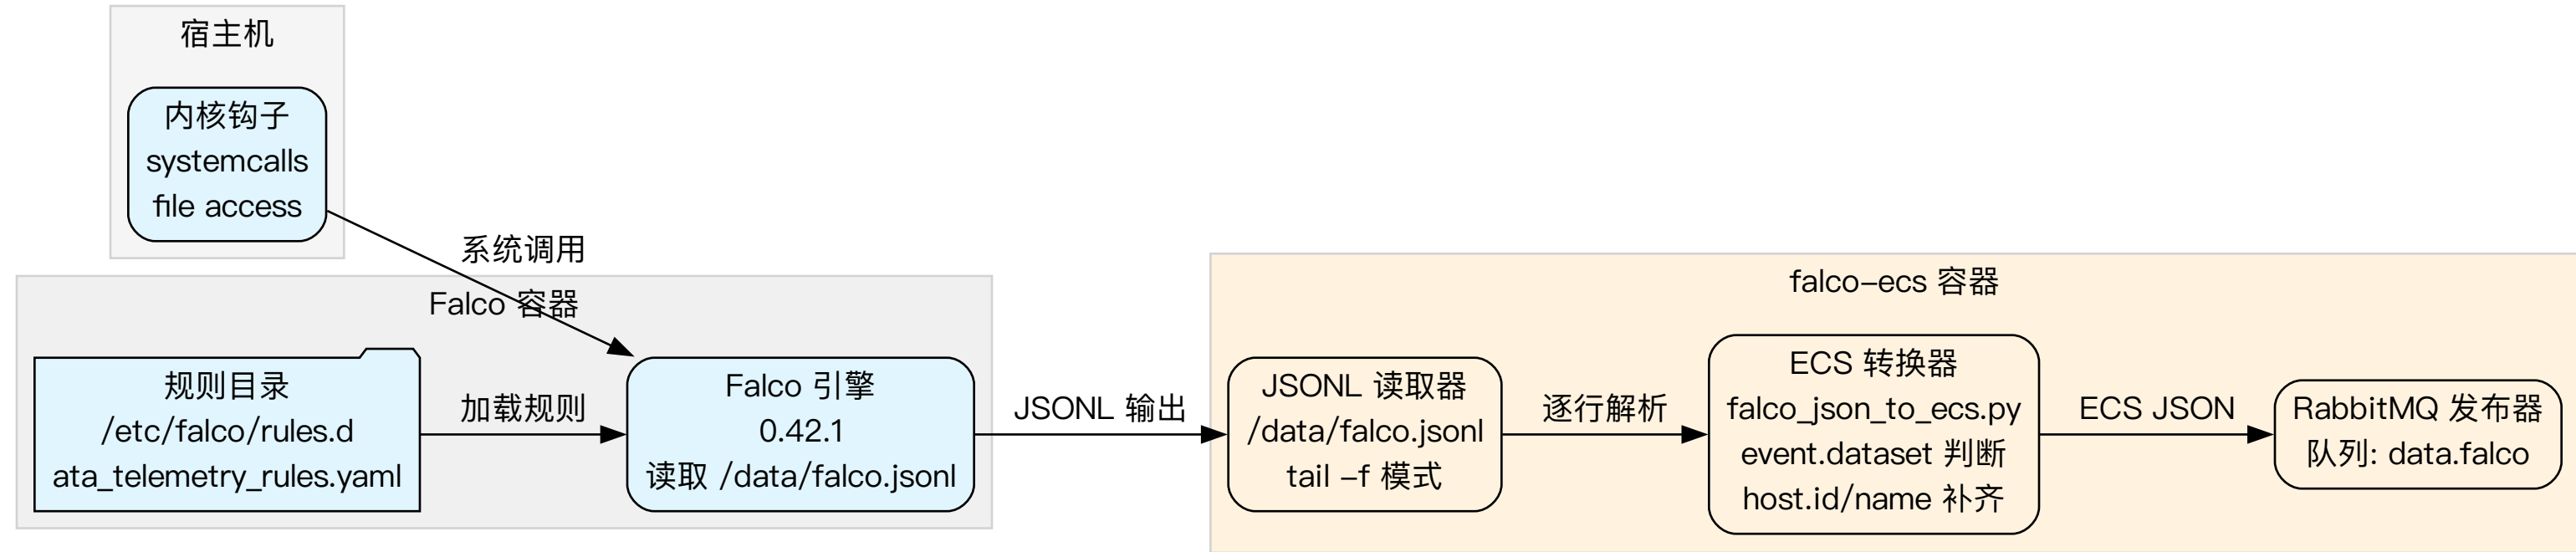 宿主机
内核钩子
systemcalls
file access
系统调用
Falco 容器
规则目录
/etc/falco/rules.d
ata_telemetry_rules.yaml
加载规则
Falco 引擎
0.42.1
读取 /data/falco.jsonl
JSONL 输出
falco-ecs 容器
JSONL 读取器
/data/falco.jsonl
tail -f 模式
逐行解析
ECS 转换器
falco_json_to_ecs.py
event.dataset 判断
host.id/name 补齐
ECS JSON
RabbitMQ 发布器
队列: data.falco